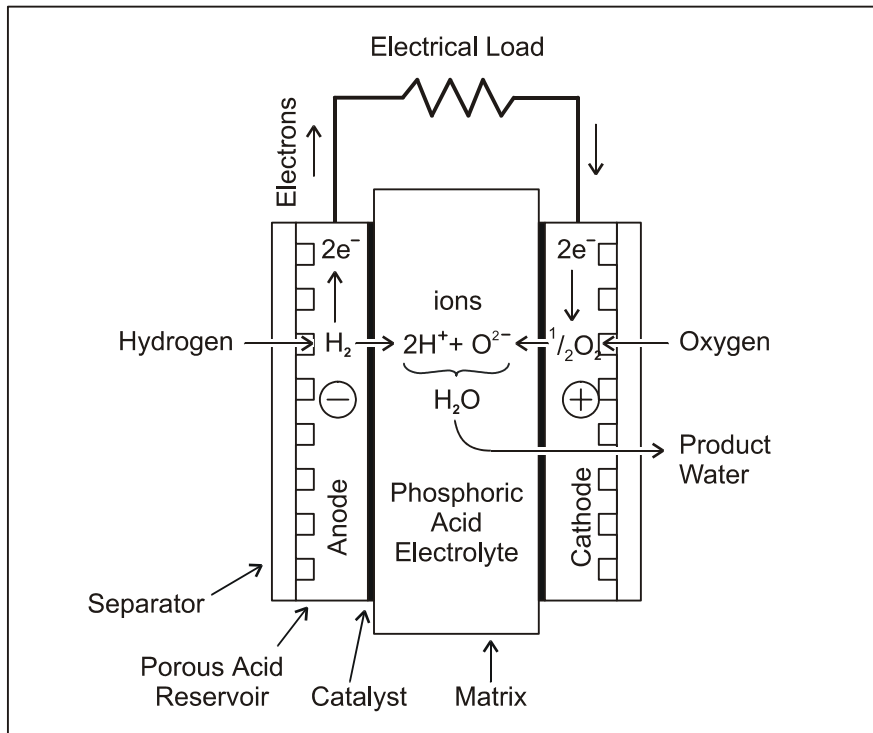 Electrical Load
Electrons
2e⁻
2e⁻
ions
Hydrogen
H₂
2H⁺ + O²⁻
¹/₂O₂
Oxygen
−
H₂O
+
Product
Water
Anode
Phosphoric
Acid
Electrolyte
Cathode
Separator
Porous Acid
Reservoir
Catalyst
Matrix